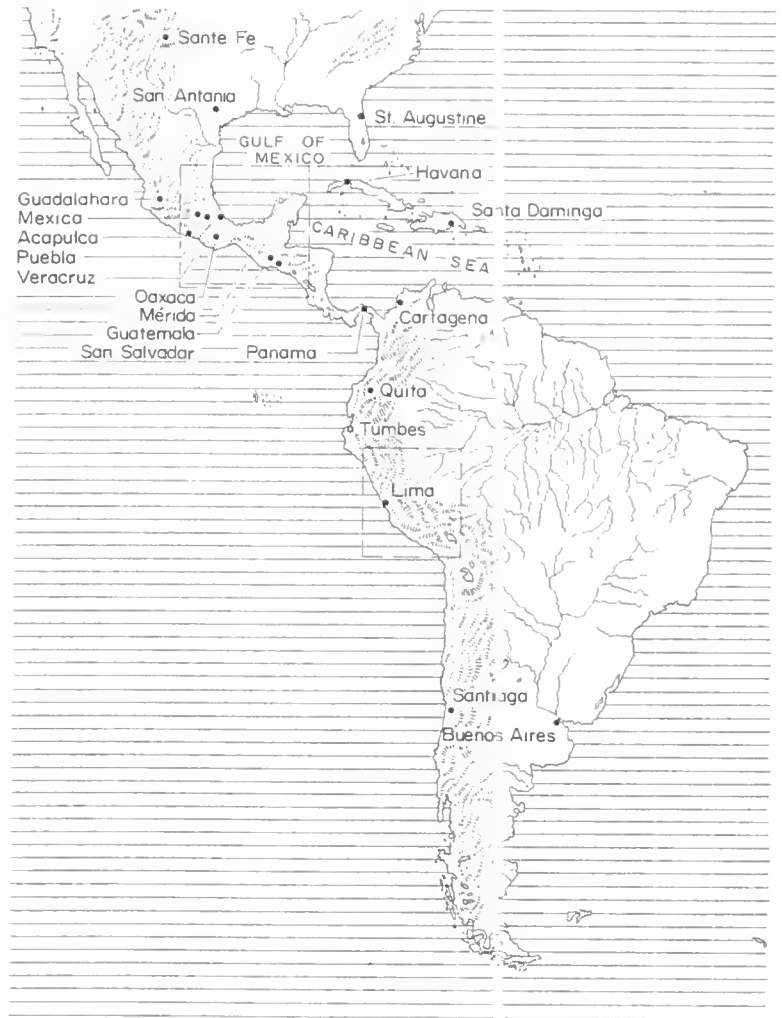 Sante Fe
San Antania
St. Augustine
GULF OF
MEXICO
Havana
Guadalahara
Mexica
Acapulca
Puebla
Veracruz
Santa Daminga
CARIBBEAN SEA
Oaxaca
Mérida
Guatemala
San Salvador
Panama
Cartagena
Quita
Tumbes
Lima
Santiaga
Buenos Aires